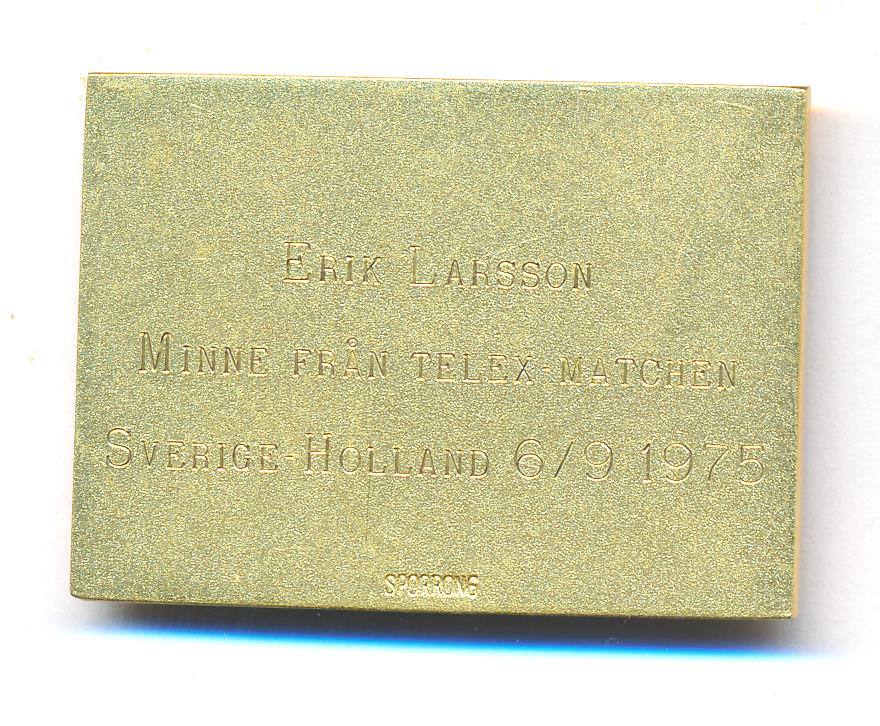 ERIK LARSSON
MINNE FRÅN TELEX-MATCHEN
SVERIGE-HOLLAND 6/9 1975
SPORRONG